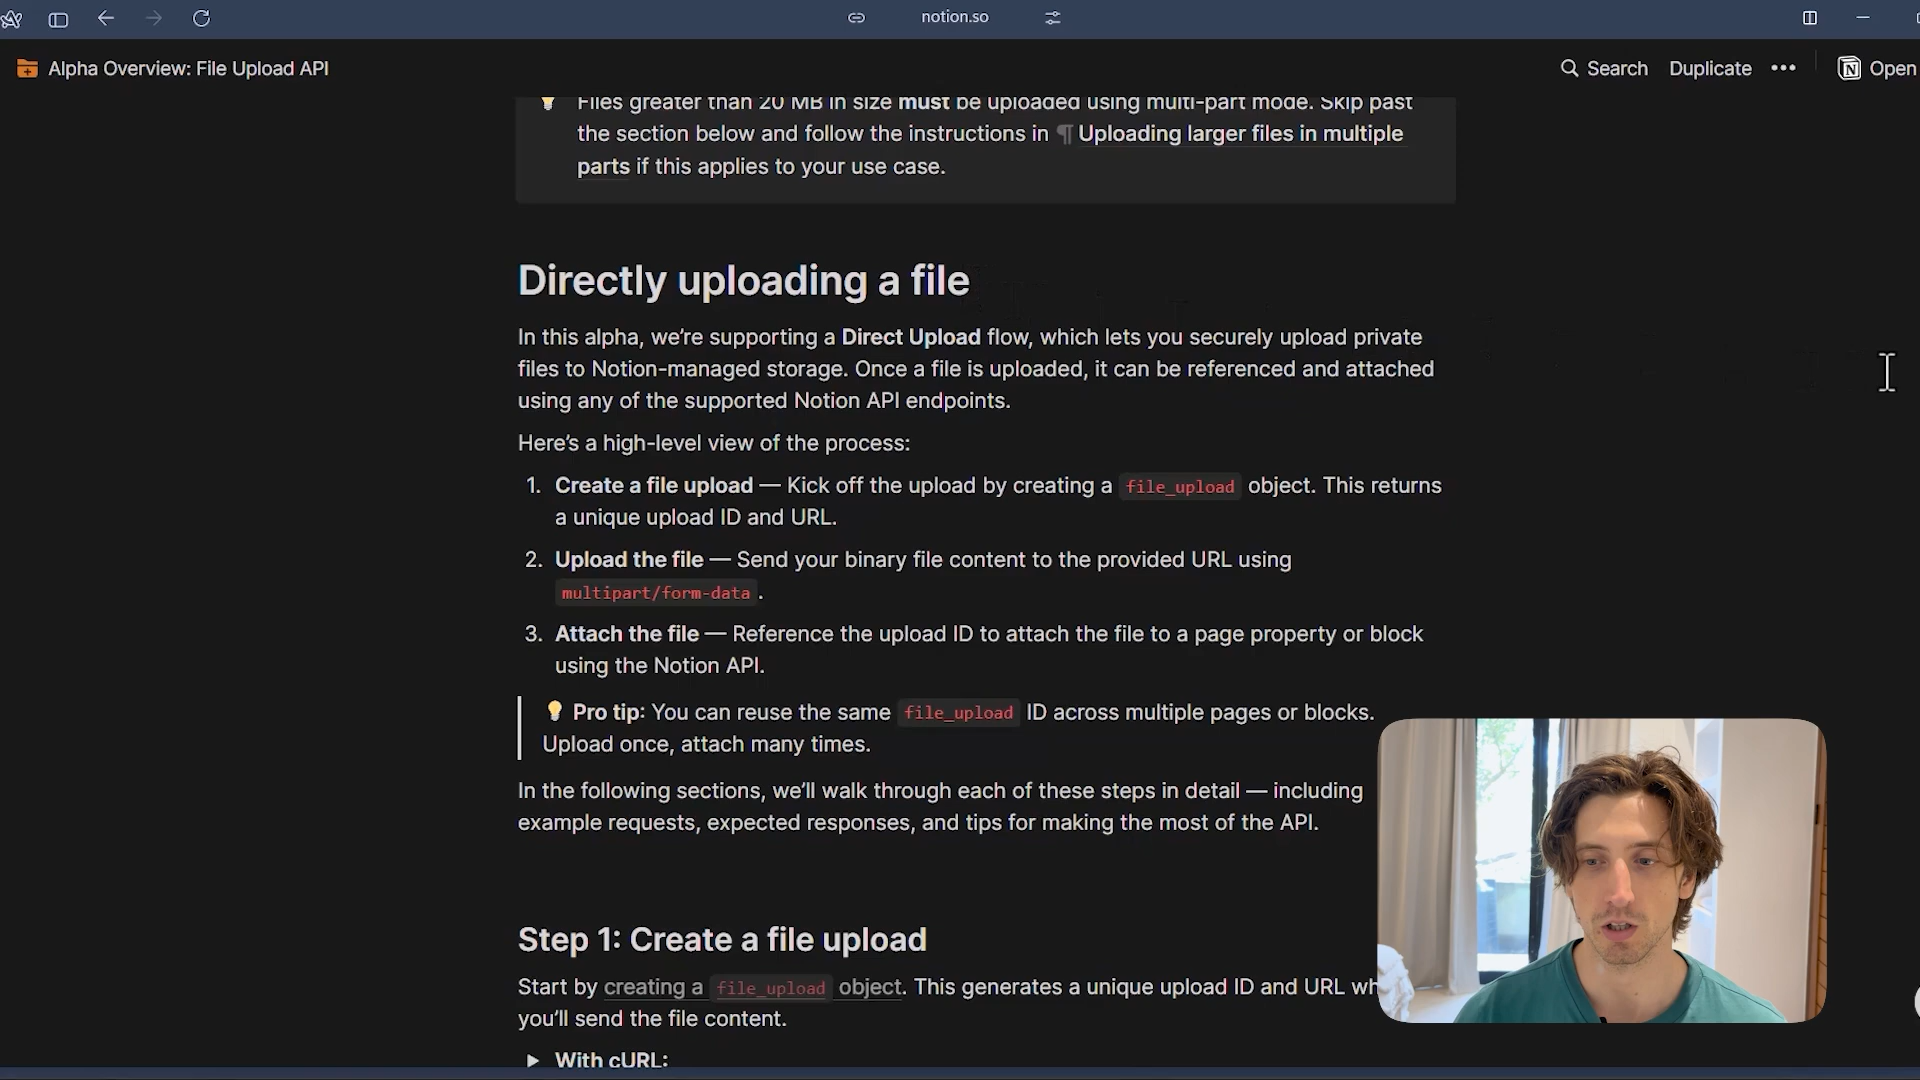 notion.so
Alpha Overview: File Upload API
Search
Duplicate
Open
Files greater than 20 MB in size must be uploaded using multi-part mode. Skip past
the section below and follow the instructions in ¶ Uploading larger files in multiple
parts if this applies to your use case.
Directly uploading a file
In this alpha, we’re supporting a Direct Upload flow, which lets you securely upload private
files to Notion-managed storage. Once a file is uploaded, it can be referenced and attached
using any of the supported Notion API endpoints.
Here’s a high-level view of the process:
1. Create a file upload — Kick off the upload by creating a file_upload object. This returns
a unique upload ID and URL.
2. Upload the file — Send your binary file content to the provided URL using
multipart/form-data.
3. Attach the file — Reference the upload ID to attach the file to a page property or block
using the Notion API.
💡 Pro tip: You can reuse the same file_upload ID across multiple pages or blocks.
Upload once, attach many times.
In the following sections, we’ll walk through each of these steps in detail — including
example requests, expected responses, and tips for making the most of the API.
Step 1: Create a file upload
Start by creating a file_upload object. This generates a unique upload ID and URL
you’ll send the file content.
With cURL: